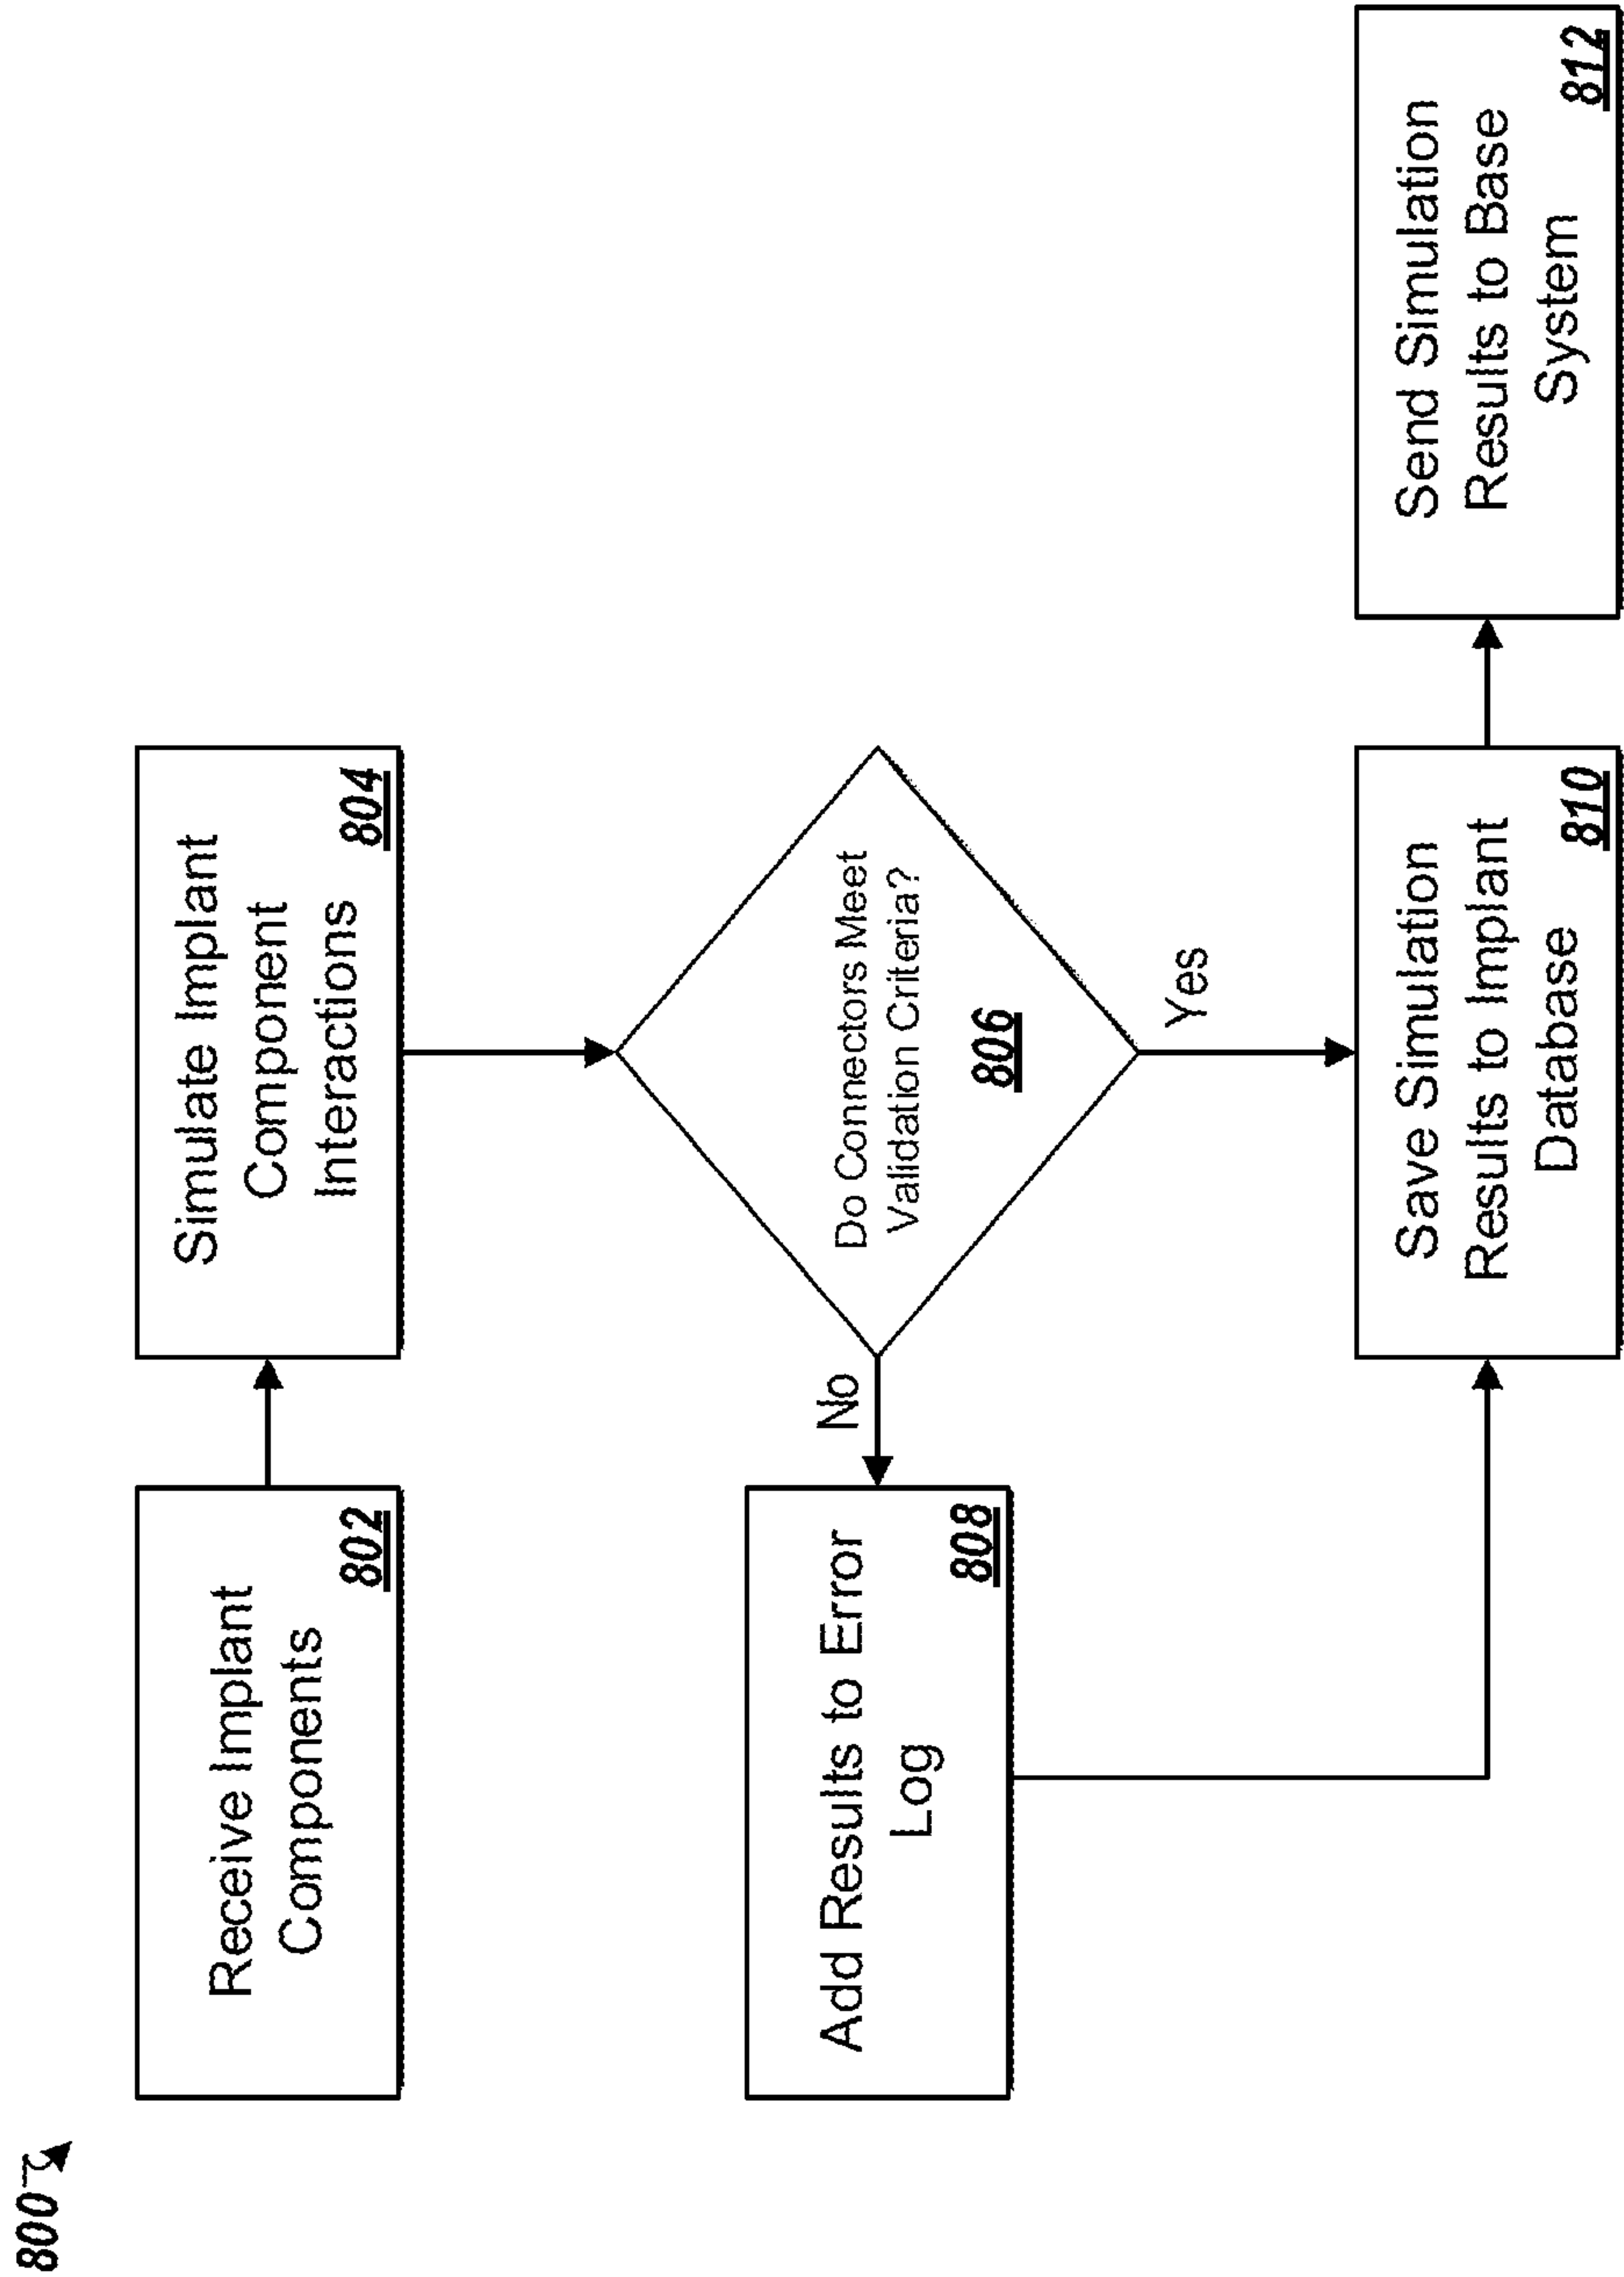 800
Receive Implant
Components
802
Simulate Implant
Component
Interactions
804
Do Connectors Meet
Validation Criteria?
806
No
Yes
Add Results to Error
Log
808
Save Simulation
Results to Implant
Database
810
Send Simulation
Results to Base
System
812